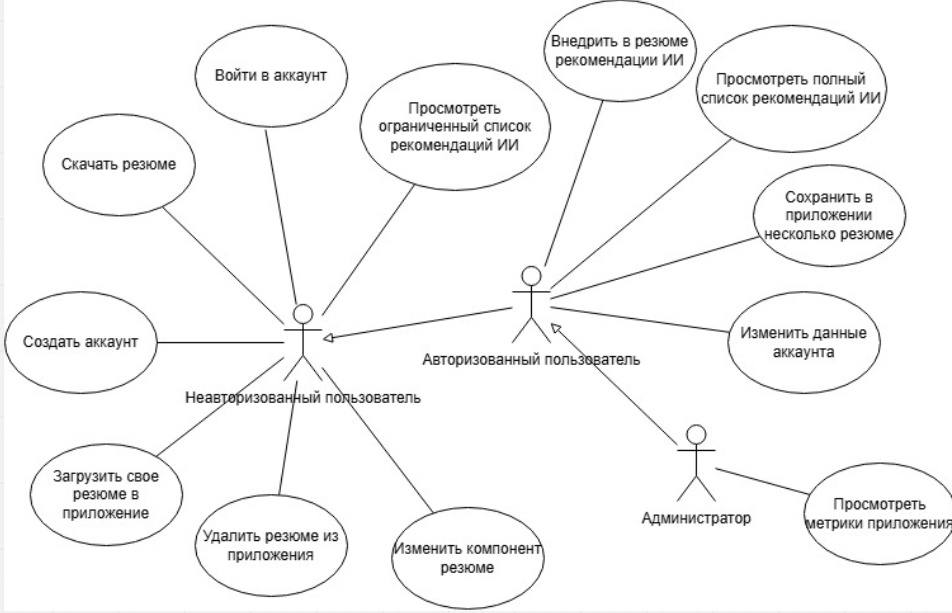 Войти в аккаунт
Просмотреть
ограниченный список
рекомендаций ИИ
Внедрить в резюме
рекомендации ИИ
Просмотреть полный
список рекомендаций ИИ
Скачать резюме
Сохранить в
приложении
несколько резюме
Создать аккаунт
Изменить данные
аккаунта
Авторизованный пользователь
Неавторизованный пользователь
Загрузить свое
резюме в
приложение
Удалить резюме из
приложения
Изменить компонент
резюме
Администратор
Просмотреть
метрики приложения